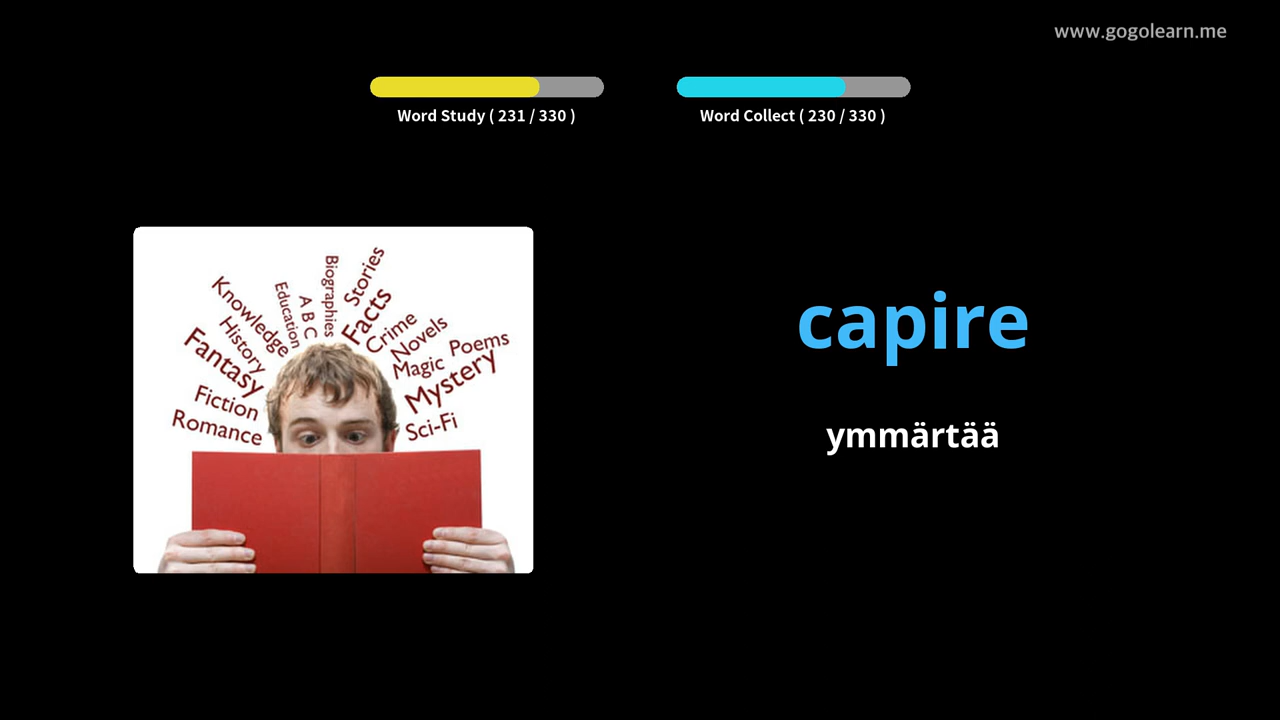 www.gogolearn.me
Word Study ( 231 / 330 )
Word Collect ( 230 / 330 )
Biographies
Stories
Education
A B C
Facts
Knowledge
History
Crime
Novels
Fantasy
Magic
Poems
Mystery
Fiction
Romance
Sci-Fi
capire
ymmärtää